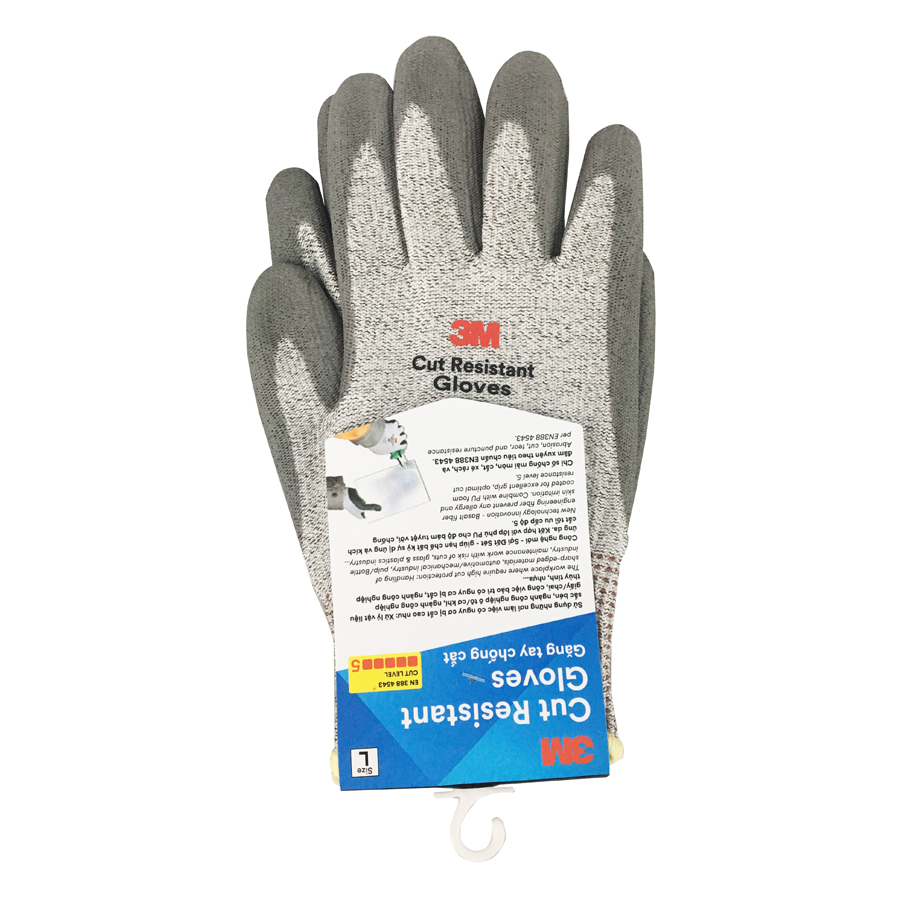 3M
Cut Resistant
Gloves
3M
Cut Resistant
Gloves
Găng tay chống cắt
Size
L
EN 388 4543
CUT LEVEL
5
Sử dụng những nơi làm việc có nguy cơ bị cắt cao như: Xử lý vật liệu
sắc bén, ngành công nghiệp ô tô/cơ khí, ngành công nghiệp
giấy/chai, công việc bảo trì có nguy cơ bị cắt, ngành công nghiệp
thủy tinh, nhựa....
The workplace where require high cut protection: Handling of
sharp-edged materials, automotive/mechanical industry, pulp/Bottle
industry, maintenance work with risk of cuts, glass & plastics industry...
Công nghệ mới - Sợi Đất Sét - giúp hạn chế bất kỳ sự dị ứng và kích
ứng da. Kết hợp với lớp phủ PU cho độ bám tuyệt vời, chống
cắt tối ưu cấp độ 5.
New technology innovation - Basalt fiber
engineering fiber prevent any allergy and
skin irritation. Combine with PU foam
coated for excellent grip, optimal cut
resistance level 5.
Chỉ số chống mài mòn, cắt, xé rách, và
đâm xuyên theo tiêu chuẩn EN388 4543.
Abrasion, cut, tear, and puncture resistance
per EN388 4543.